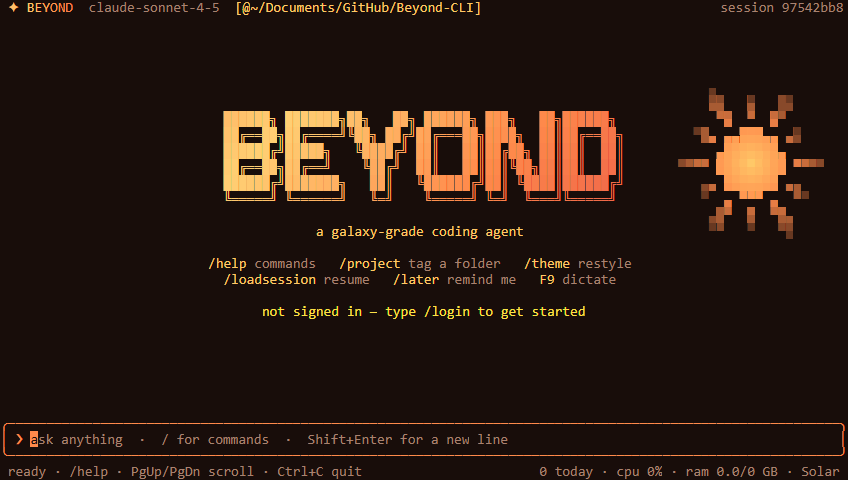 ✦ BEYOND claude-sonnet-4-5 [@~/Documents/GitHub/Beyond-CLI] session 97542bb8
BEYOND
a galaxy-grade coding agent
/help commands /project tag a folder /theme restyle
/loadsession resume /later remind me F9 dictate
not signed in — type /login to get started
❯ ask anything · / for commands · Shift+Enter for a new line
ready · /help · PgUp/PgDn scroll · Ctrl+C quit 0 today · cpu 0% · ram 0.0/0 GB · Solar